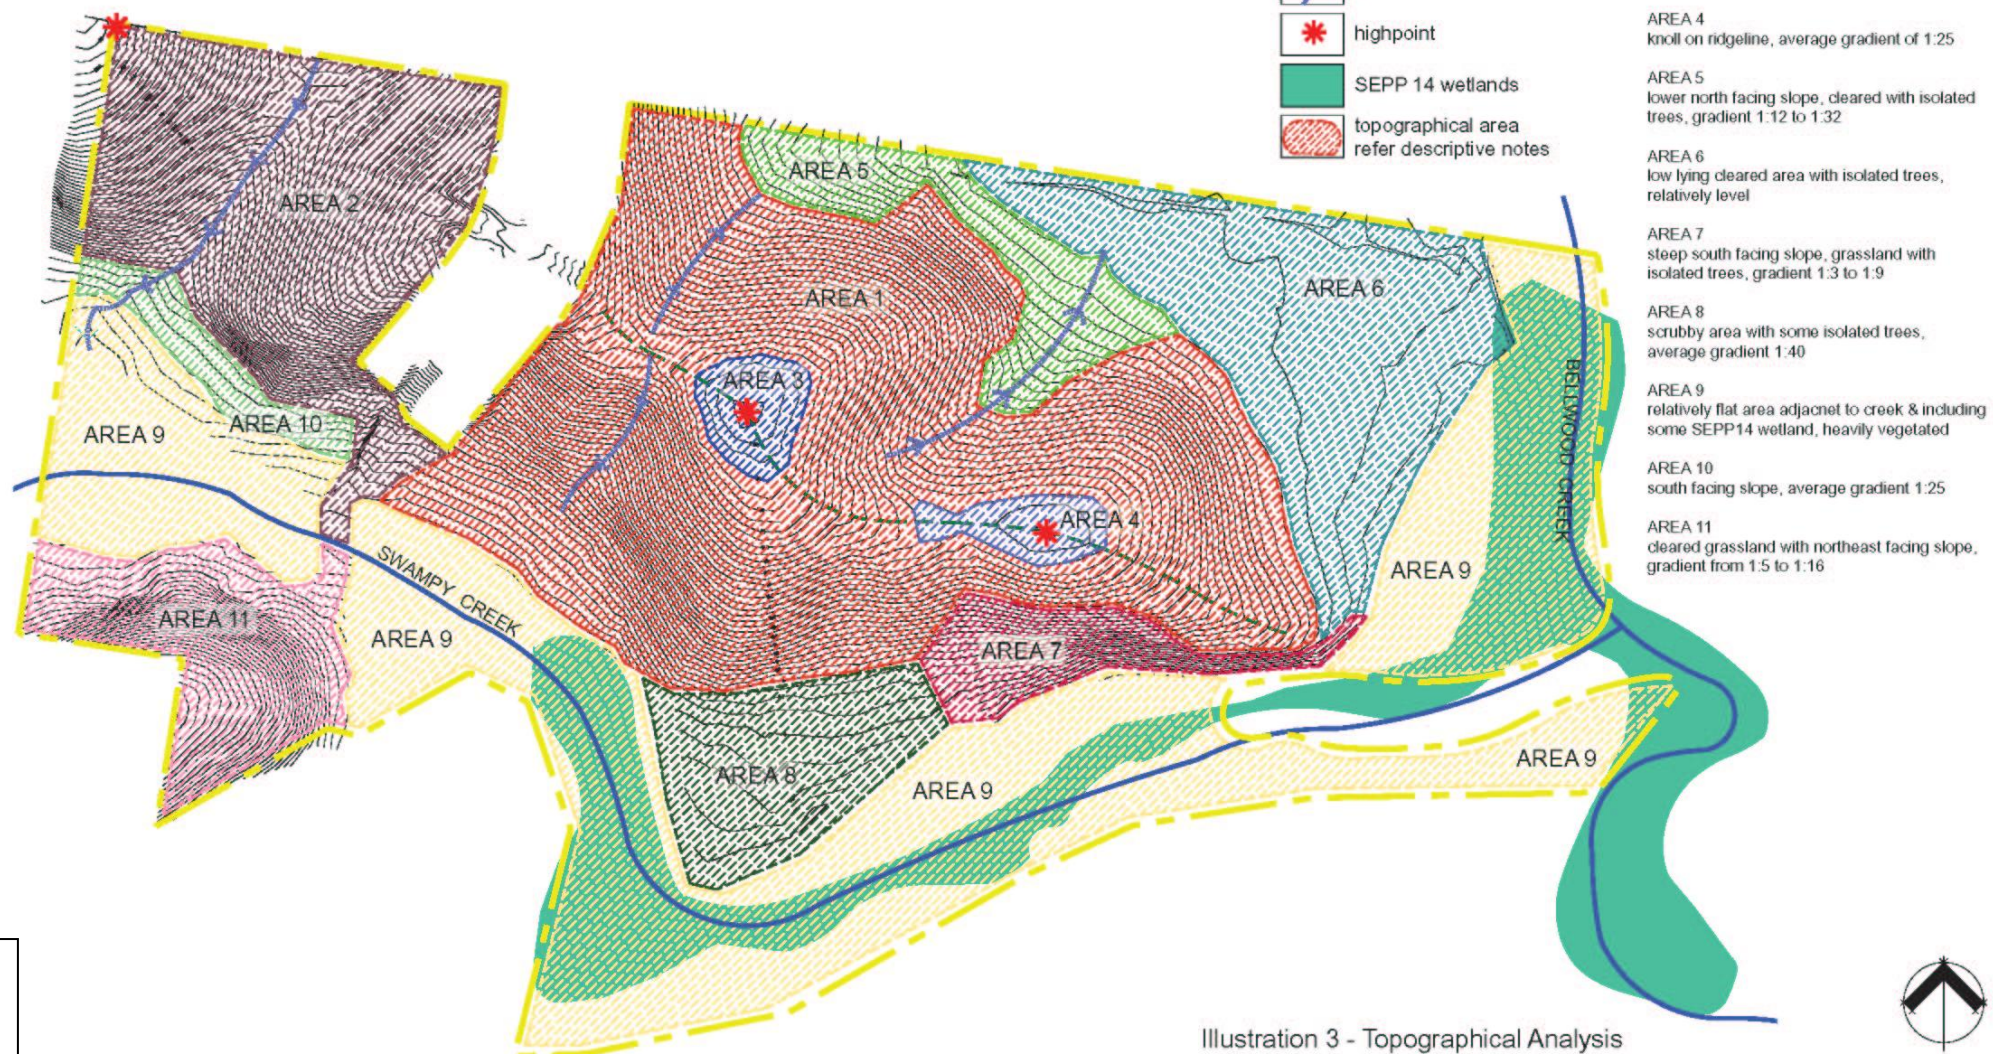 highpoint
SEPP 14 wetlands
topographical area
refer descriptive notes
AREA 4
knoll on ridgeline, average gradient of 1:25
AREA 5
lower north facing slope, cleared with isolated
trees, gradient 1:12 to 1:32
AREA 6
low lying cleared area with isolated trees,
relatively level
AREA 7
steep south facing slope, grassland with
isolated trees, gradient 1:3 to 1:9
AREA 8
scrubby area with some isolated trees,
average gradient 1:40
AREA 9
relatively flat area adjacnet to creek & including
some SEPP14 wetland, heavily vegetated
AREA 10
south facing slope, average gradient 1:25
AREA 11
cleared grassland with northeast facing slope,
gradient from 1:5 to 1:16
AREA 5
AREA 2
AREA 6
AREA 1
AREA 3
BELLWOOD CREEK
AREA 10
AREA 9
AREA 4
AREA 9
SWAMPY CREEK
AREA 11
AREA 9
AREA 7
AREA 9
AREA 8
AREA 9
Illustration 3 - Topographical Analysis